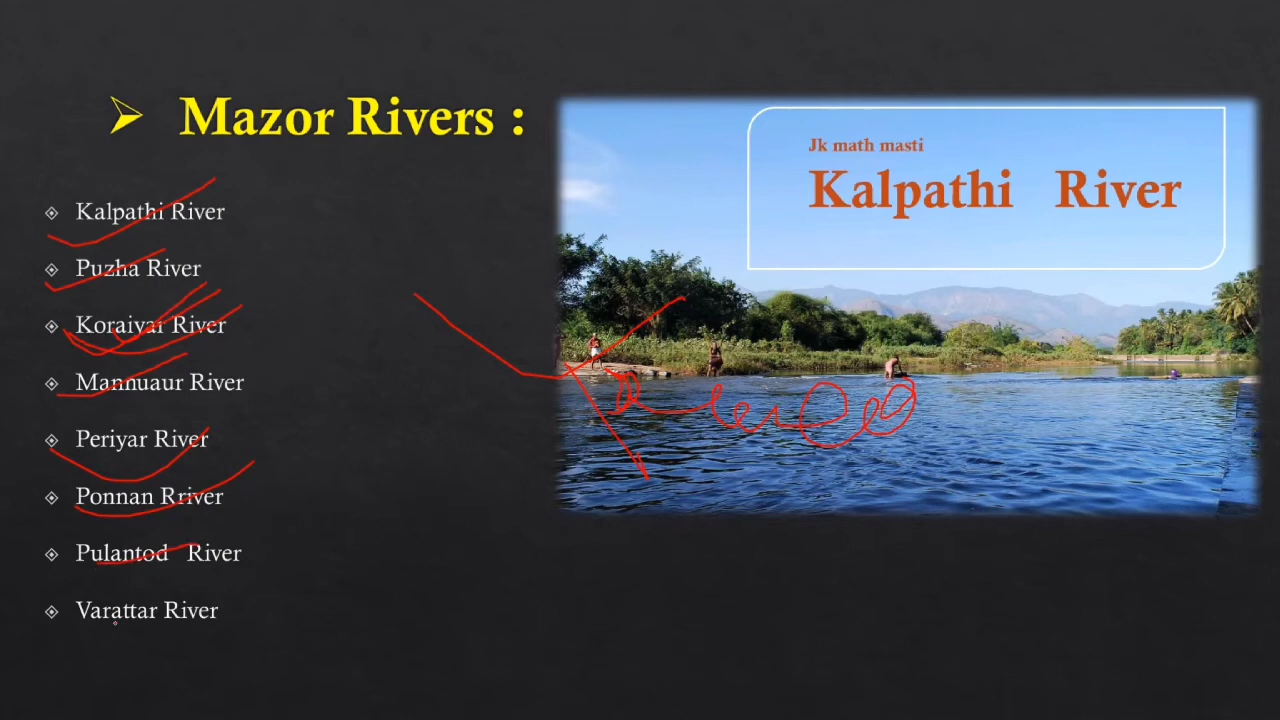 Mazor Rivers :
Kalpathi River
Puzha River
Koraiyar River
Mannuaur River
Periyar River
Ponnan Rriver
Pulantod River
Varattar River
Jk math masti
Kalpathi River